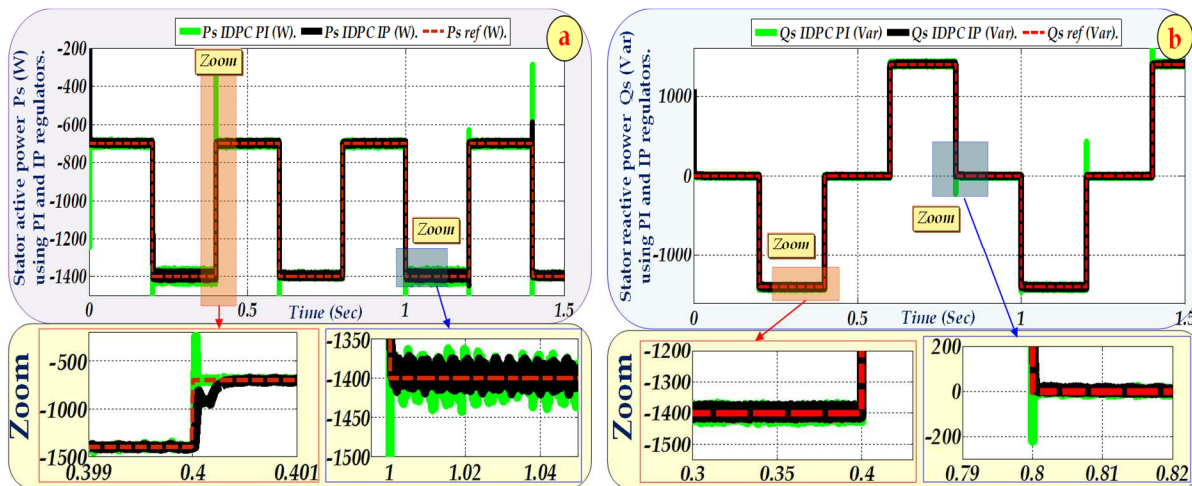 Ps IDPC PI (W). Ps IDPC IP (W). Ps ref (W).
a
Stator active power Ps (W)
using PI and IP regulators.
-200
-400
-600
-800
-1000
-1200
-1400
Zoom
Zoom
0 0.5 1 1.5
Time (Sec)
Qs IDPC PI (Var) Qs IDPC IP (Var). Qs ref (Var).
b
Stator reactive power Qs (Var)
using PI and IP regulators.
1000
0
-1000
Zoom
Zoom
0 0.5 1 1.5
Time (Sec)
Zoom
-500
-1000
-1500
0.399 0.4 0.401
-1350
-1400
-1450
-1500
1 1.02 1.04
Zoom
-1200
-1300
-1400
-1500
0.3 0.35 0.4
200
0
-200
0.79 0.8 0.81 0.82